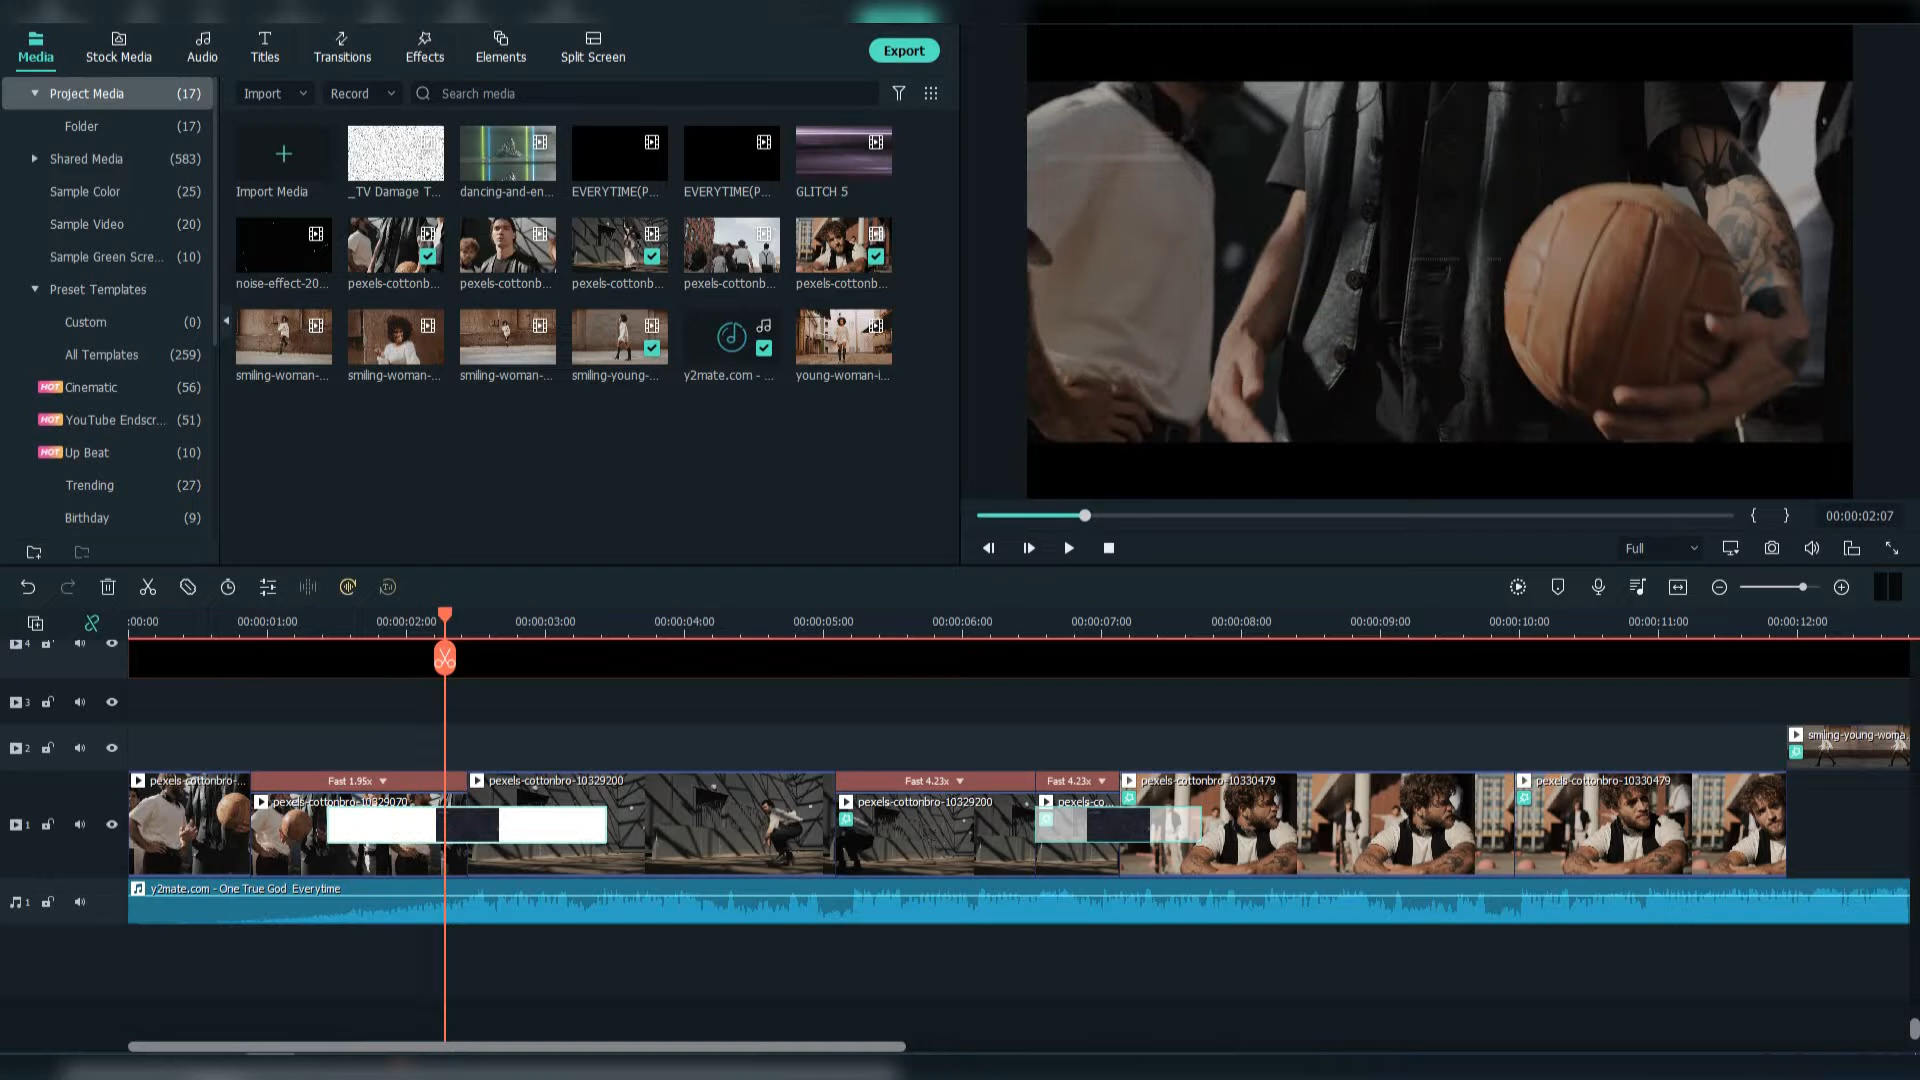 Media
Stock Media
Audio
Titles
Transitions
Effects
Elements
Split Screen
Export
Project Media (17)
Folder (17)
Shared Media (583)
Sample Color (25)
Sample Video (20)
Sample Green Scre... (10)
Preset Templates
Custom (0)
All Templates (259)
HOT Cinematic (56)
HOT YouTube Endscr... (51)
HOT Up Beat (10)
Trending (27)
Birthday (9)
Import
Record
Search media
Import Media
_TV Damage T...
dancing-and-en...
EVERYTIME(P...
EVERYTIME(P...
GLITCH 5
noise-effect-20...
pexels-cottonb...
pexels-cottonb...
pexels-cottonb...
pexels-cottonb...
pexels-cottonb...
smiling-woman-...
smiling-woman-...
smiling-woman-...
smiling-young-...
y2mate.com - ...
young-woman-i...
00:00:02:07
Full
:00:00
00:00:01:00
00:00:02:00
00:00:03:00
00:00:04:00
00:00:05:00
00:00:06:00
00:00:07:00
00:00:08:00
00:00:09:00
00:00:10:00
00:00:11:00
00:00:12:00
4
3
2
smiling-young-woma...
pexels-cottonbro-...
Fast 1.95x
pexels-cottonbro-10329070
pexels-cottonbro-10329200
Fast 4.23x
pexels-cottonbro-10329200
Fast 4.23x
pexels-co...
pexels-cottonbro-10330479
pexels-cottonbro-10330479
1
y2mate.com - One True God Everytime
1